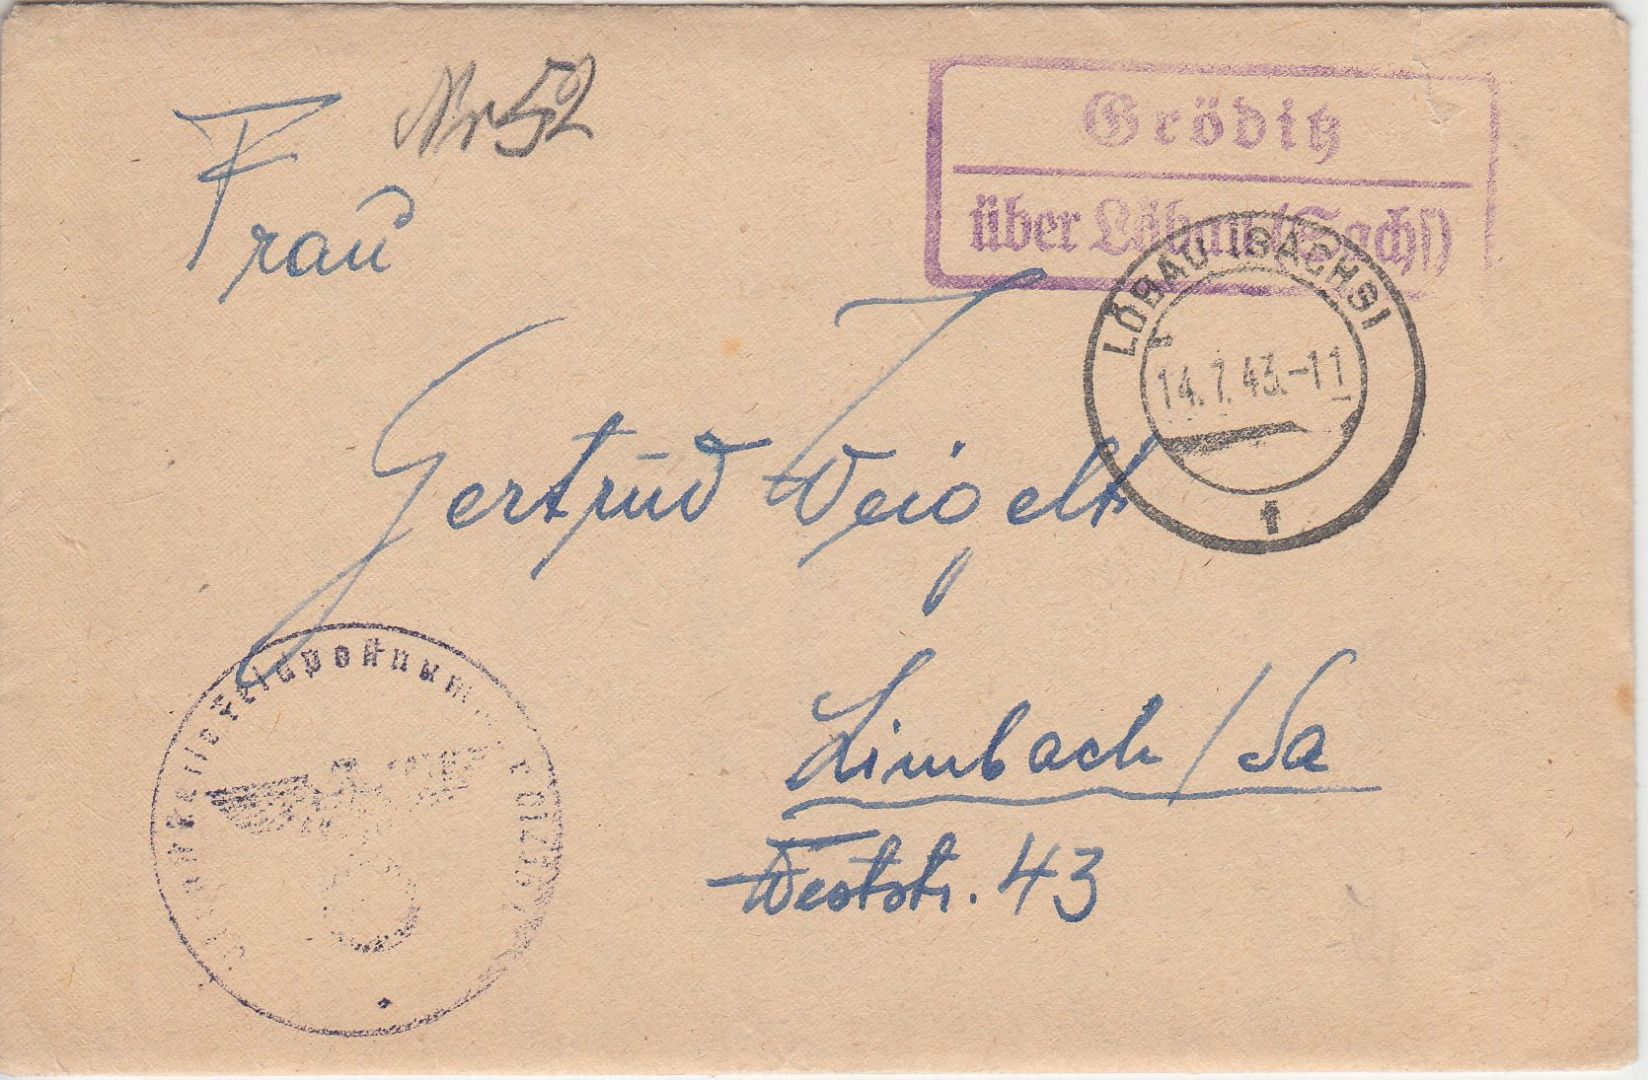 Nr 52
Frau
Gröditz
über Löbau (Sachs)
LÖBAU (SACHS)
14.7.43.-11
f
Gertrud Weigelt
Limbach/Sa
Weststr. 43